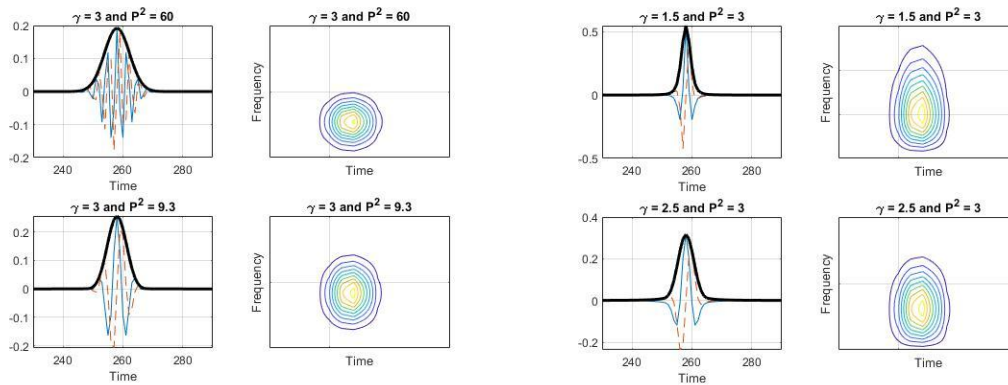 γ = 3 and P² = 60
0.2
0.1
0
-0.1
-0.2
240 260 280
Time
γ = 3 and P² = 60
Frequency
Time
γ = 1.5 and P² = 3
0.5
0
-0.5
240 260 280
Time
γ = 1.5 and P² = 3
Frequency
Time
γ = 3 and P² = 9.3
0.2
0.1
0
-0.1
-0.2
240 260 280
Time
γ = 3 and P² = 9.3
Frequency
Time
γ = 2.5 and P² = 3
0.4
0.2
0
-0.2
240 260 280
Time
γ = 2.5 and P² = 3
Frequency
Time